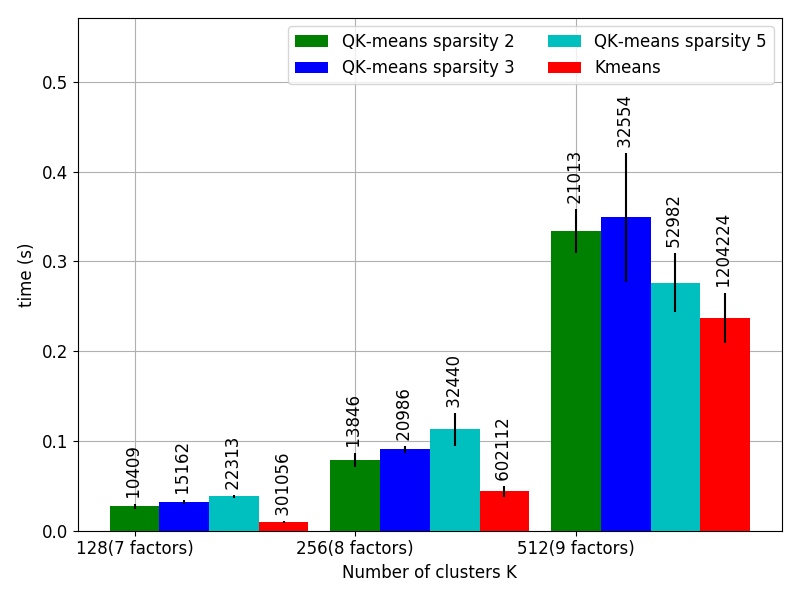 QK-means sparsity 2
QK-means sparsity 3
QK-means sparsity 5
Kmeans
time (s)
0.5
0.4
0.3
0.2
0.1
0.0
10409
15162
22313
301056
13846
20986
32440
602112
21013
32554
52982
1204224
128(7 factors)
256(8 factors)
512(9 factors)
Number of clusters K